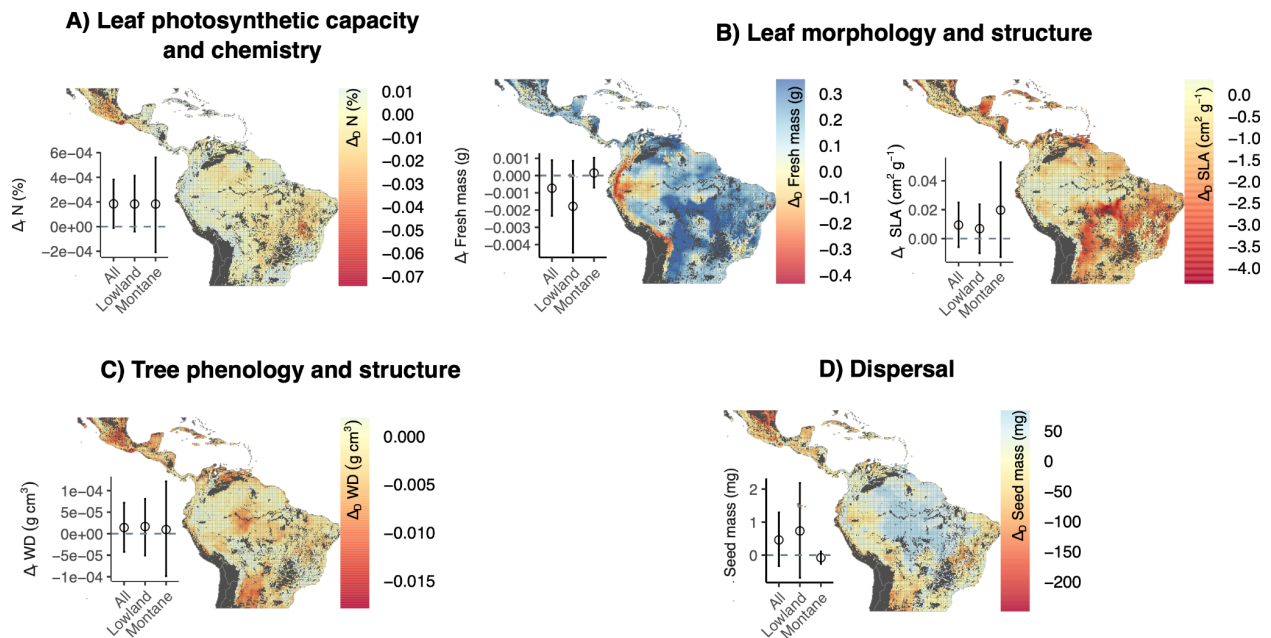 A) Leaf photosynthetic capacity
and chemistry
B) Leaf morphology and structure
Δr N (%)
6e−04
4e−04
2e−04
0e+00
−2e−04
All
Lowland
Montane
ΔD N (%)
0.01
0.00
−0.01
−0.02
−0.03
−0.04
−0.05
−0.06
−0.07
Δr Fresh mass (g)
0.001
0.000
−0.001
−0.002
−0.003
−0.004
All
Lowland
Montane
ΔD Fresh mass (g)
0.3
0.2
0.1
0.0
−0.1
−0.2
−0.3
−0.4
Δr SLA (cm² g⁻¹)
0.04
0.02
0.00
All
Lowland
Montane
ΔD SLA (cm² g⁻¹)
0.0
−0.5
−1.0
−1.5
−2.0
−2.5
−3.0
−3.5
−4.0
C) Tree phenology and structure
D) Dispersal
Δr WD (g cm³)
1e−04
5e−05
0e+00
−5e−05
−1e−04
All
Lowland
Montane
ΔD WD (g cm³)
0.000
−0.005
−0.010
−0.015
Seed mass (mg)
2
1
0
All
Lowland
Montane
ΔD Seed mass (mg)
50
0
−50
−100
−150
−200